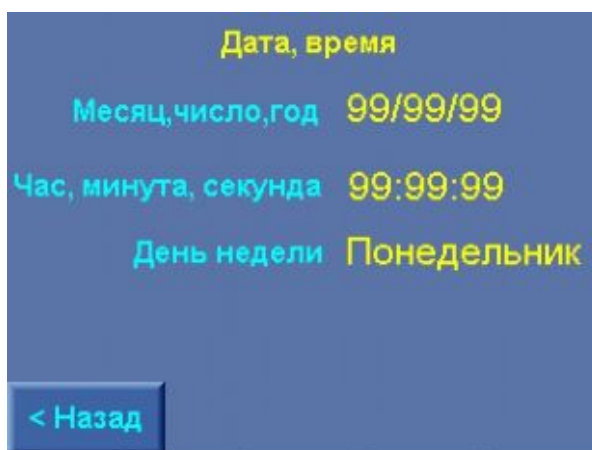 Дата, время
Месяц,число,год 99/99/99
Час, минута, секунда 99:99:99
День недели Понедельник
< Назад